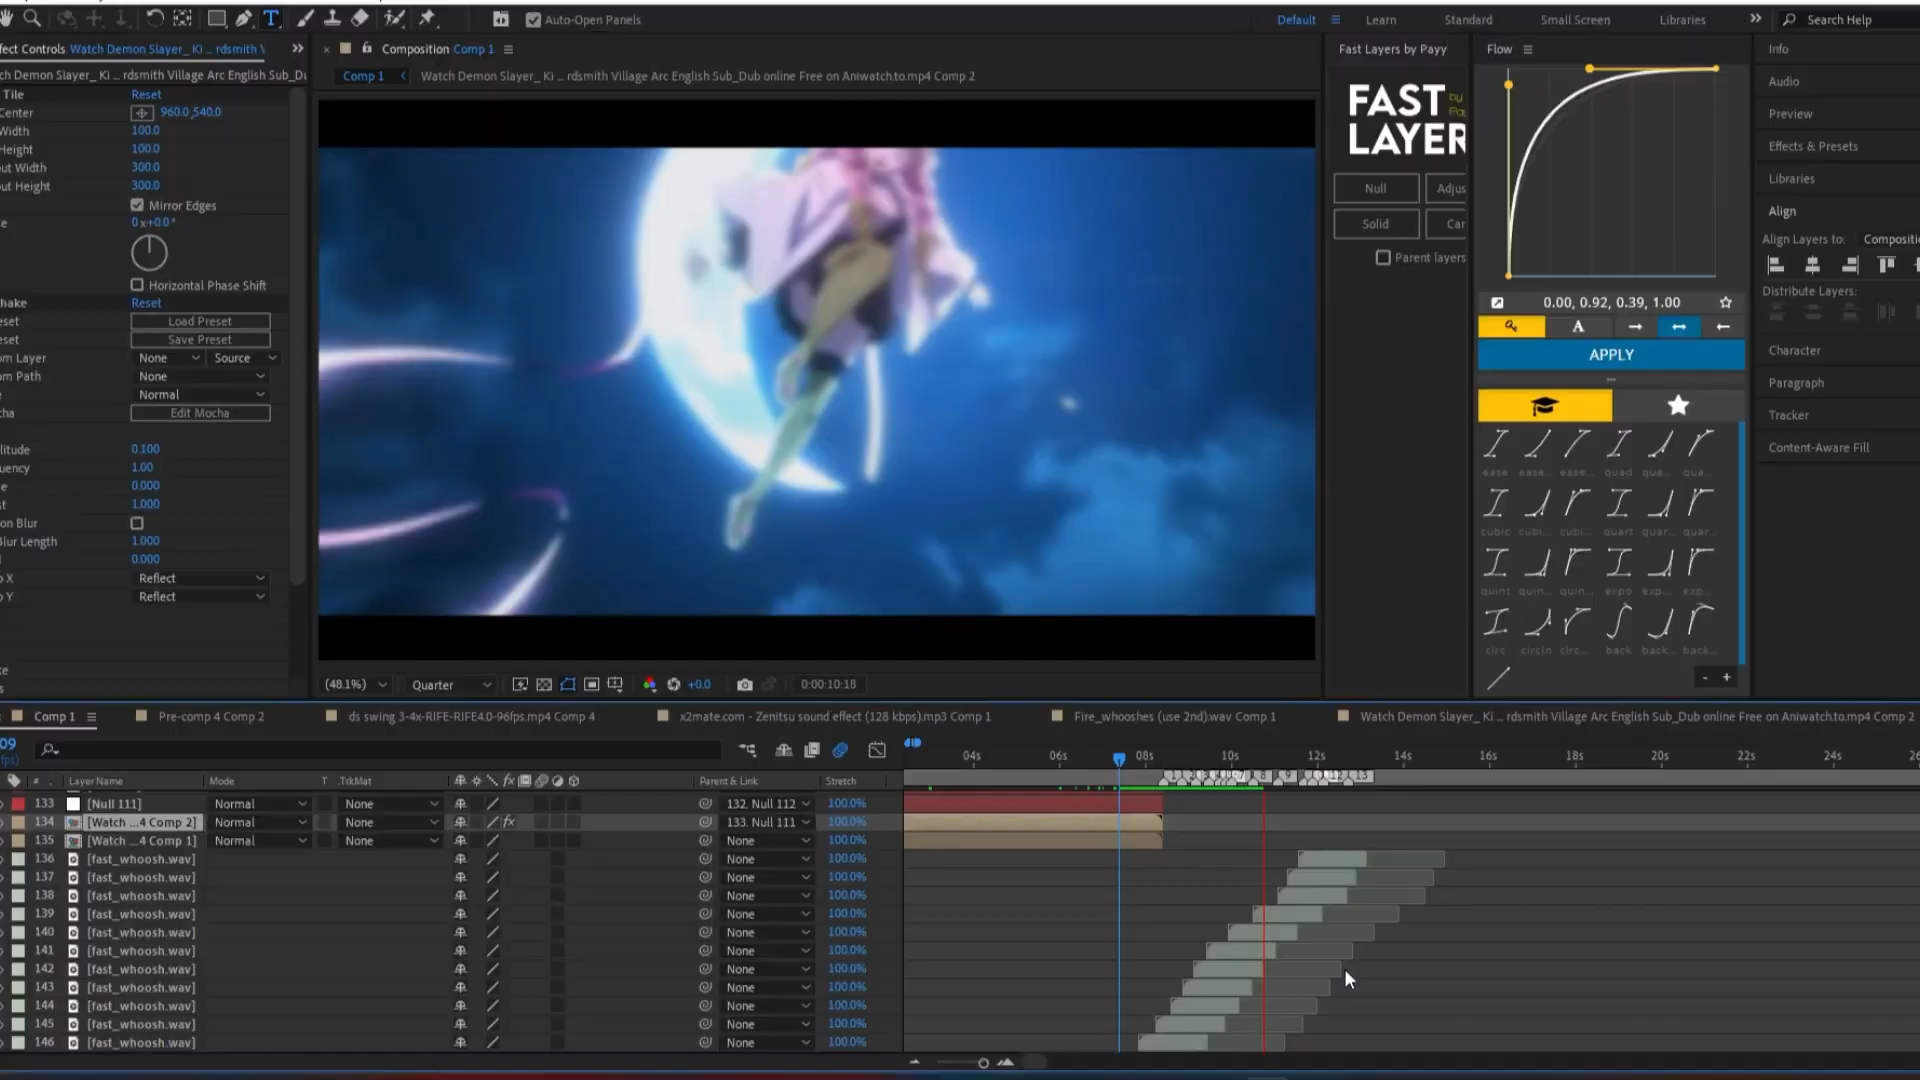 Auto-Open Panels
Default
Learn
Standard
Small Screen
Libraries
Search Help
fect Controls Watch Demon Slayer_ Ki ... rdsmith V
Composition Comp 1
Fast Layers by Payy
Flow
Info
ch Demon Slayer_ Ki ... rdsmith Village Arc English Sub_Du
Comp 1
Watch Demon Slayer_ Ki ... rdsmith Village Arc English Sub_Dub online Free on Aniwatch.to.mp4 Comp 2
Tile Reset
Center 960.0,540.0
Width 100.0
Height 100.0
ut Width 300.0
ut Height 300.0
Mirror Edges
e 0x+0.0°
Horizontal Phase Shift
hake Reset
eset Load Preset
eset Save Preset
om Layer None Source
om Path None
e Normal
cha Edit Mocha
litude 0.100
uency 1.00
e 0.000
st 1.000
on Blur
Blur Length 1.000
l 0.000
o X Reflect
o Y Reflect
ke
s
FAST by
LAYER
Null Adjus
Solid Car
Parent layers
0.00, 0.92, 0.39, 1.00
A
APPLY
ease ease... ease... quad qua... qua...
cubic cubi... cubi... quart quar... quar...
quint quin... quin... expo exp... exp...
circ circIn circ... back back... back...
- +
Audio
Preview
Effects & Presets
Libraries
Align
Align Layers to: Compositi
Distribute Layers:
Character
Paragraph
Tracker
Content-Aware Fill
(48.1%) Quarter +0.0 0:00:10:18
Comp 1
Pre-comp 4 Comp 2
ds swing 3-4x-RIFE-RIFE4.0-96fps.mp4 Comp 4
x2mate.com - Zenitsu sound effect (128 kbps).mp3 Comp 1
Fire_whooshes (use 2nd).wav Comp 1
Watch Demon Slayer_ Ki ... rdsmith Village Arc English Sub_Dub online Free on Aniwatch.to.mp4 Comp 2
09
fps)
04s 06s 08s 10s 12s 14s 16s 18s 20s 22s 24s 26
# Layer Name Mode T .TrkMat fx Parent & Link Stretch
133 [Null 111] Normal None 132. Null 112 100.0%
134 [Watch ...4 Comp 2] Normal None fx 133. Null 111 100.0%
135 [Watch ...4 Comp 1] Normal None None 100.0%
136 [fast_whoosh.wav] None 100.0%
137 [fast_whoosh.wav] None 100.0%
138 [fast_whoosh.wav] None 100.0%
139 [fast_whoosh.wav] None 100.0%
140 [fast_whoosh.wav] None 100.0%
141 [fast_whoosh.wav] None 100.0%
142 [fast_whoosh.wav] None 100.0%
143 [fast_whoosh.wav] None 100.0%
144 [fast_whoosh.wav] None 100.0%
145 [fast_whoosh.wav] None 100.0%
146 [fast_whoosh.wav] None 100.0%